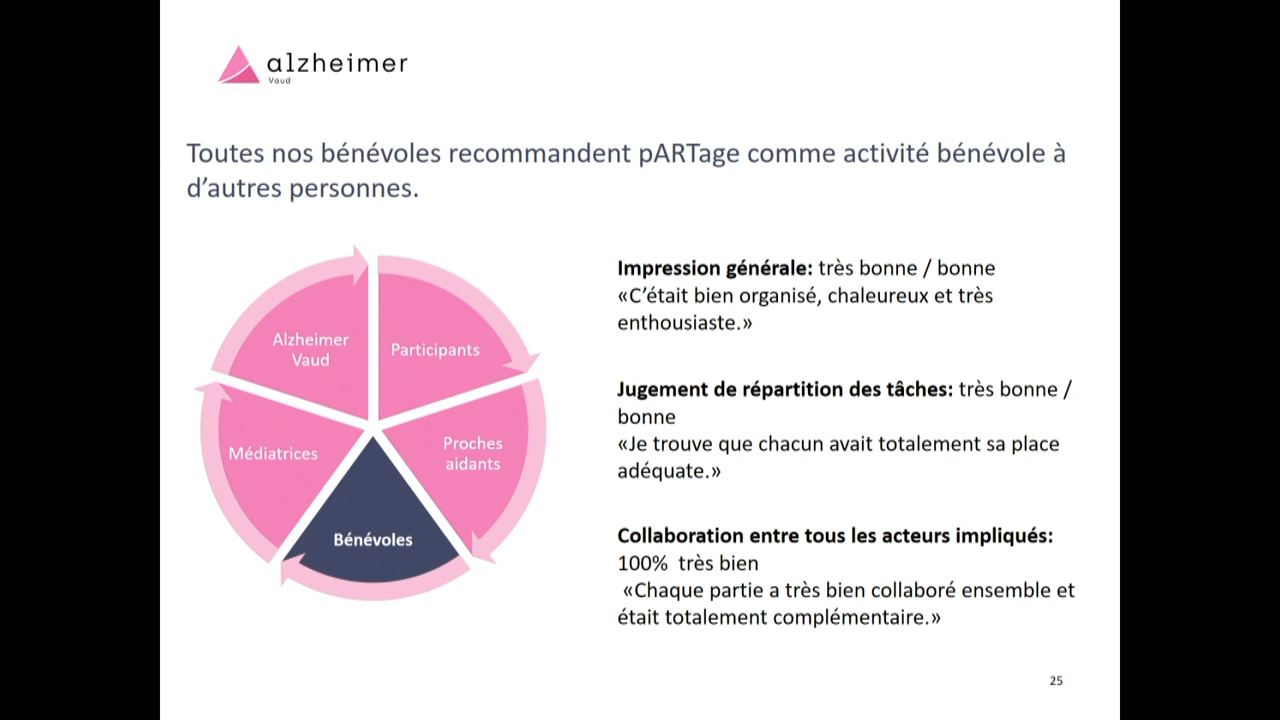 alzheimer
Vaud
Toutes nos bénévoles recommandent pARTage comme activité bénévole à
d’autres personnes.
Alzheimer
Vaud
Participants
Proches
aidants
Bénévoles
Médiatrices
Impression générale: très bonne / bonne
«C’était bien organisé, chaleureux et très
enthousiaste.»
Jugement de répartition des tâches: très bonne /
bonne
«Je trouve que chacun avait totalement sa place
adéquate.»
Collaboration entre tous les acteurs impliqués:
100% très bien
«Chaque partie a très bien collaboré ensemble et
était totalement complémentaire.»
25